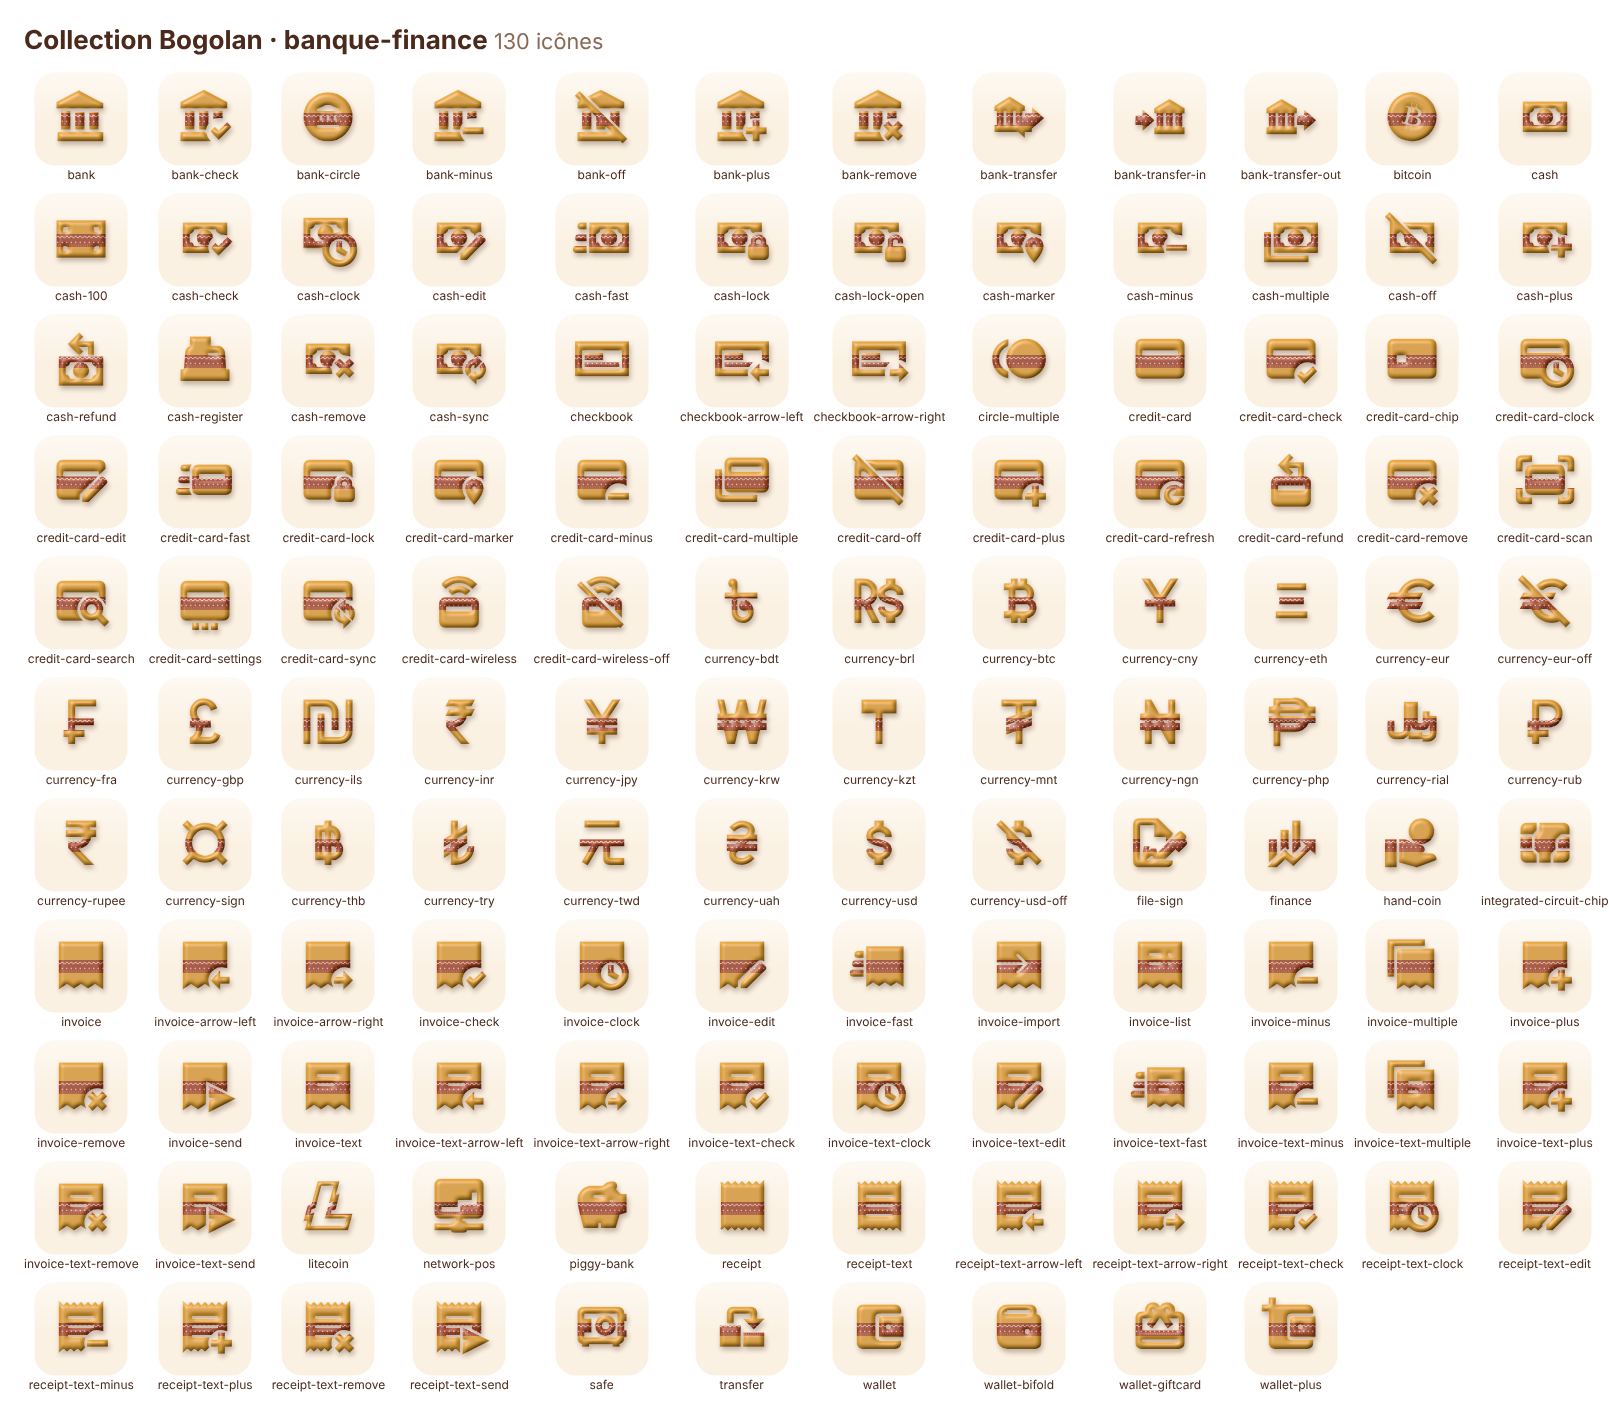 Collection Bogolan · banque-finance 130 icônes
bank bank-check bank-circle bank-minus bank-off bank-plus bank-remove bank-transfer bank-transfer-in bank-transfer-out bitcoin cash
cash-100 cash-check cash-clock cash-edit cash-fast cash-lock cash-lock-open cash-marker cash-minus cash-multiple cash-off cash-plus
cash-refund cash-register cash-remove cash-sync checkbook checkbook-arrow-left checkbook-arrow-right circle-multiple credit-card credit-card-check credit-card-chip credit-card-clock
credit-card-edit credit-card-fast credit-card-lock credit-card-marker credit-card-minus credit-card-multiple credit-card-off credit-card-plus credit-card-refresh credit-card-refund credit-card-remove credit-card-scan
credit-card-search credit-card-settings credit-card-sync credit-card-wireless credit-card-wireless-off currency-bdt currency-brl currency-btc currency-cny currency-eth currency-eur currency-eur-off
currency-fra currency-gbp currency-ils currency-inr currency-jpy currency-krw currency-kzt currency-mnt currency-ngn currency-php currency-rial currency-rub
currency-rupee currency-sign currency-thb currency-try currency-twd currency-uah currency-usd currency-usd-off file-sign finance hand-coin integrated-circuit-chip
invoice invoice-arrow-left invoice-arrow-right invoice-check invoice-clock invoice-edit invoice-fast invoice-import invoice-list invoice-minus invoice-multiple invoice-plus
invoice-remove invoice-send invoice-text invoice-text-arrow-left invoice-text-arrow-right invoice-text-check invoice-text-clock invoice-text-edit invoice-text-fast invoice-text-minus invoice-text-multiple invoice-text-plus
invoice-text-remove invoice-text-send litecoin network-pos piggy-bank receipt receipt-text receipt-text-arrow-left receipt-text-arrow-right receipt-text-check receipt-text-clock receipt-text-edit
receipt-text-minus receipt-text-plus receipt-text-remove receipt-text-send safe transfer wallet wallet-bifold wallet-giftcard wallet-plus